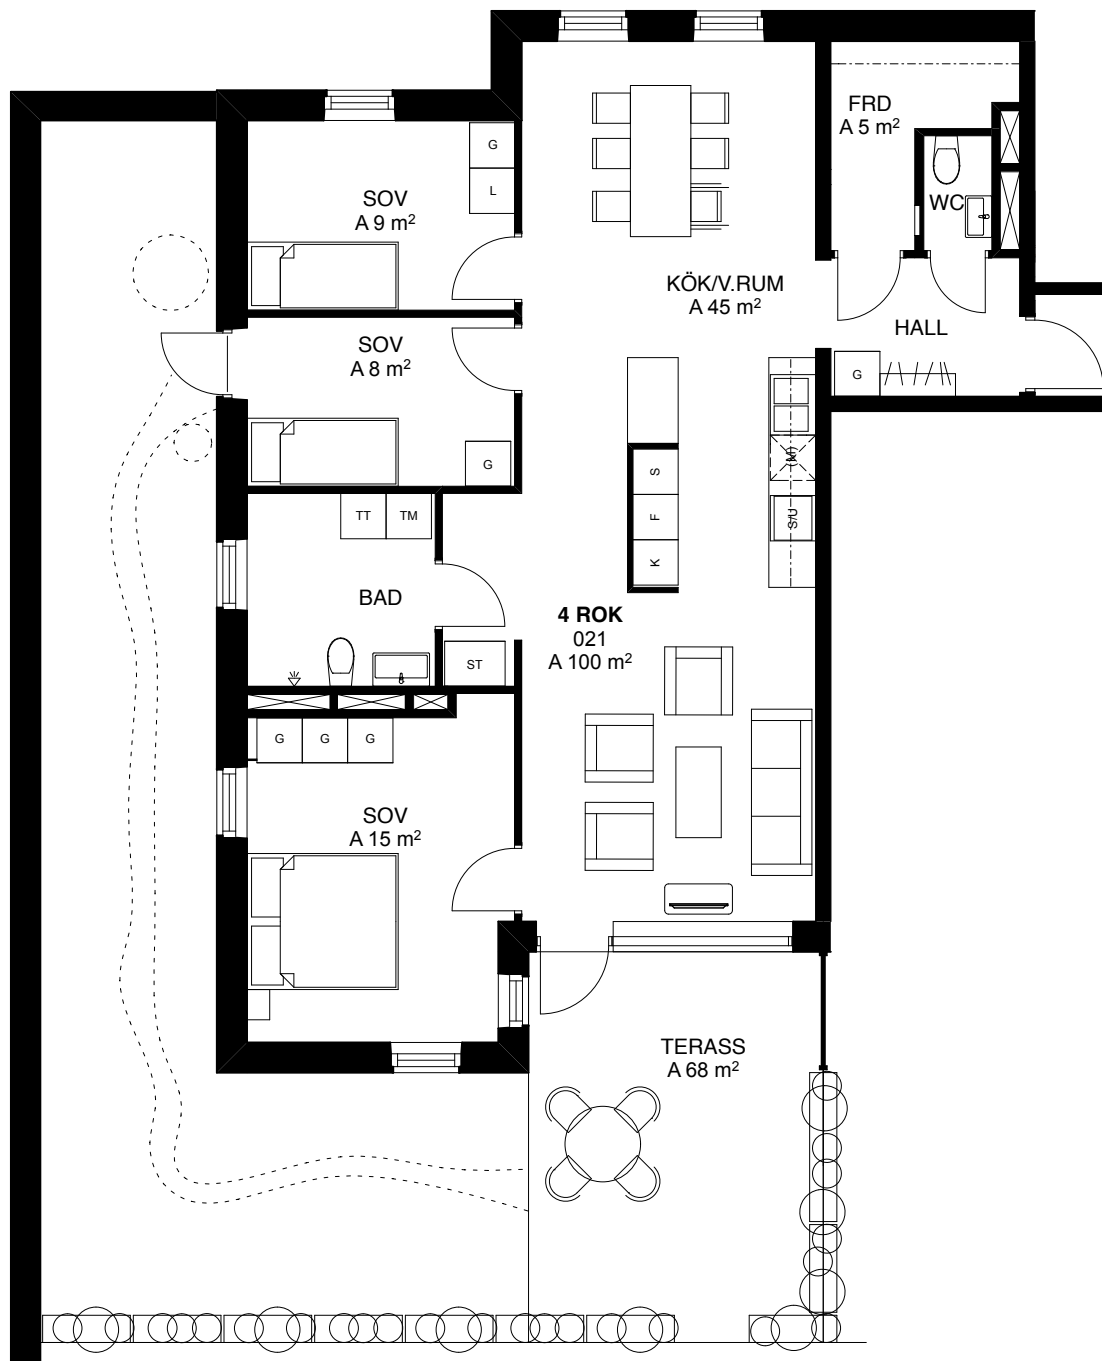 FRD
A 5 m²
G
L
SOV
A 9 m²
WC
KÖK/V.RUM
A 45 m²
HALL
SOV
A 8 m²
G
G
S
F
K
(M)
S/U
TT
TM
BAD
4 ROK
021
A 100 m²
ST
G
G
G
SOV
A 15 m²
TERASS
A 68 m²